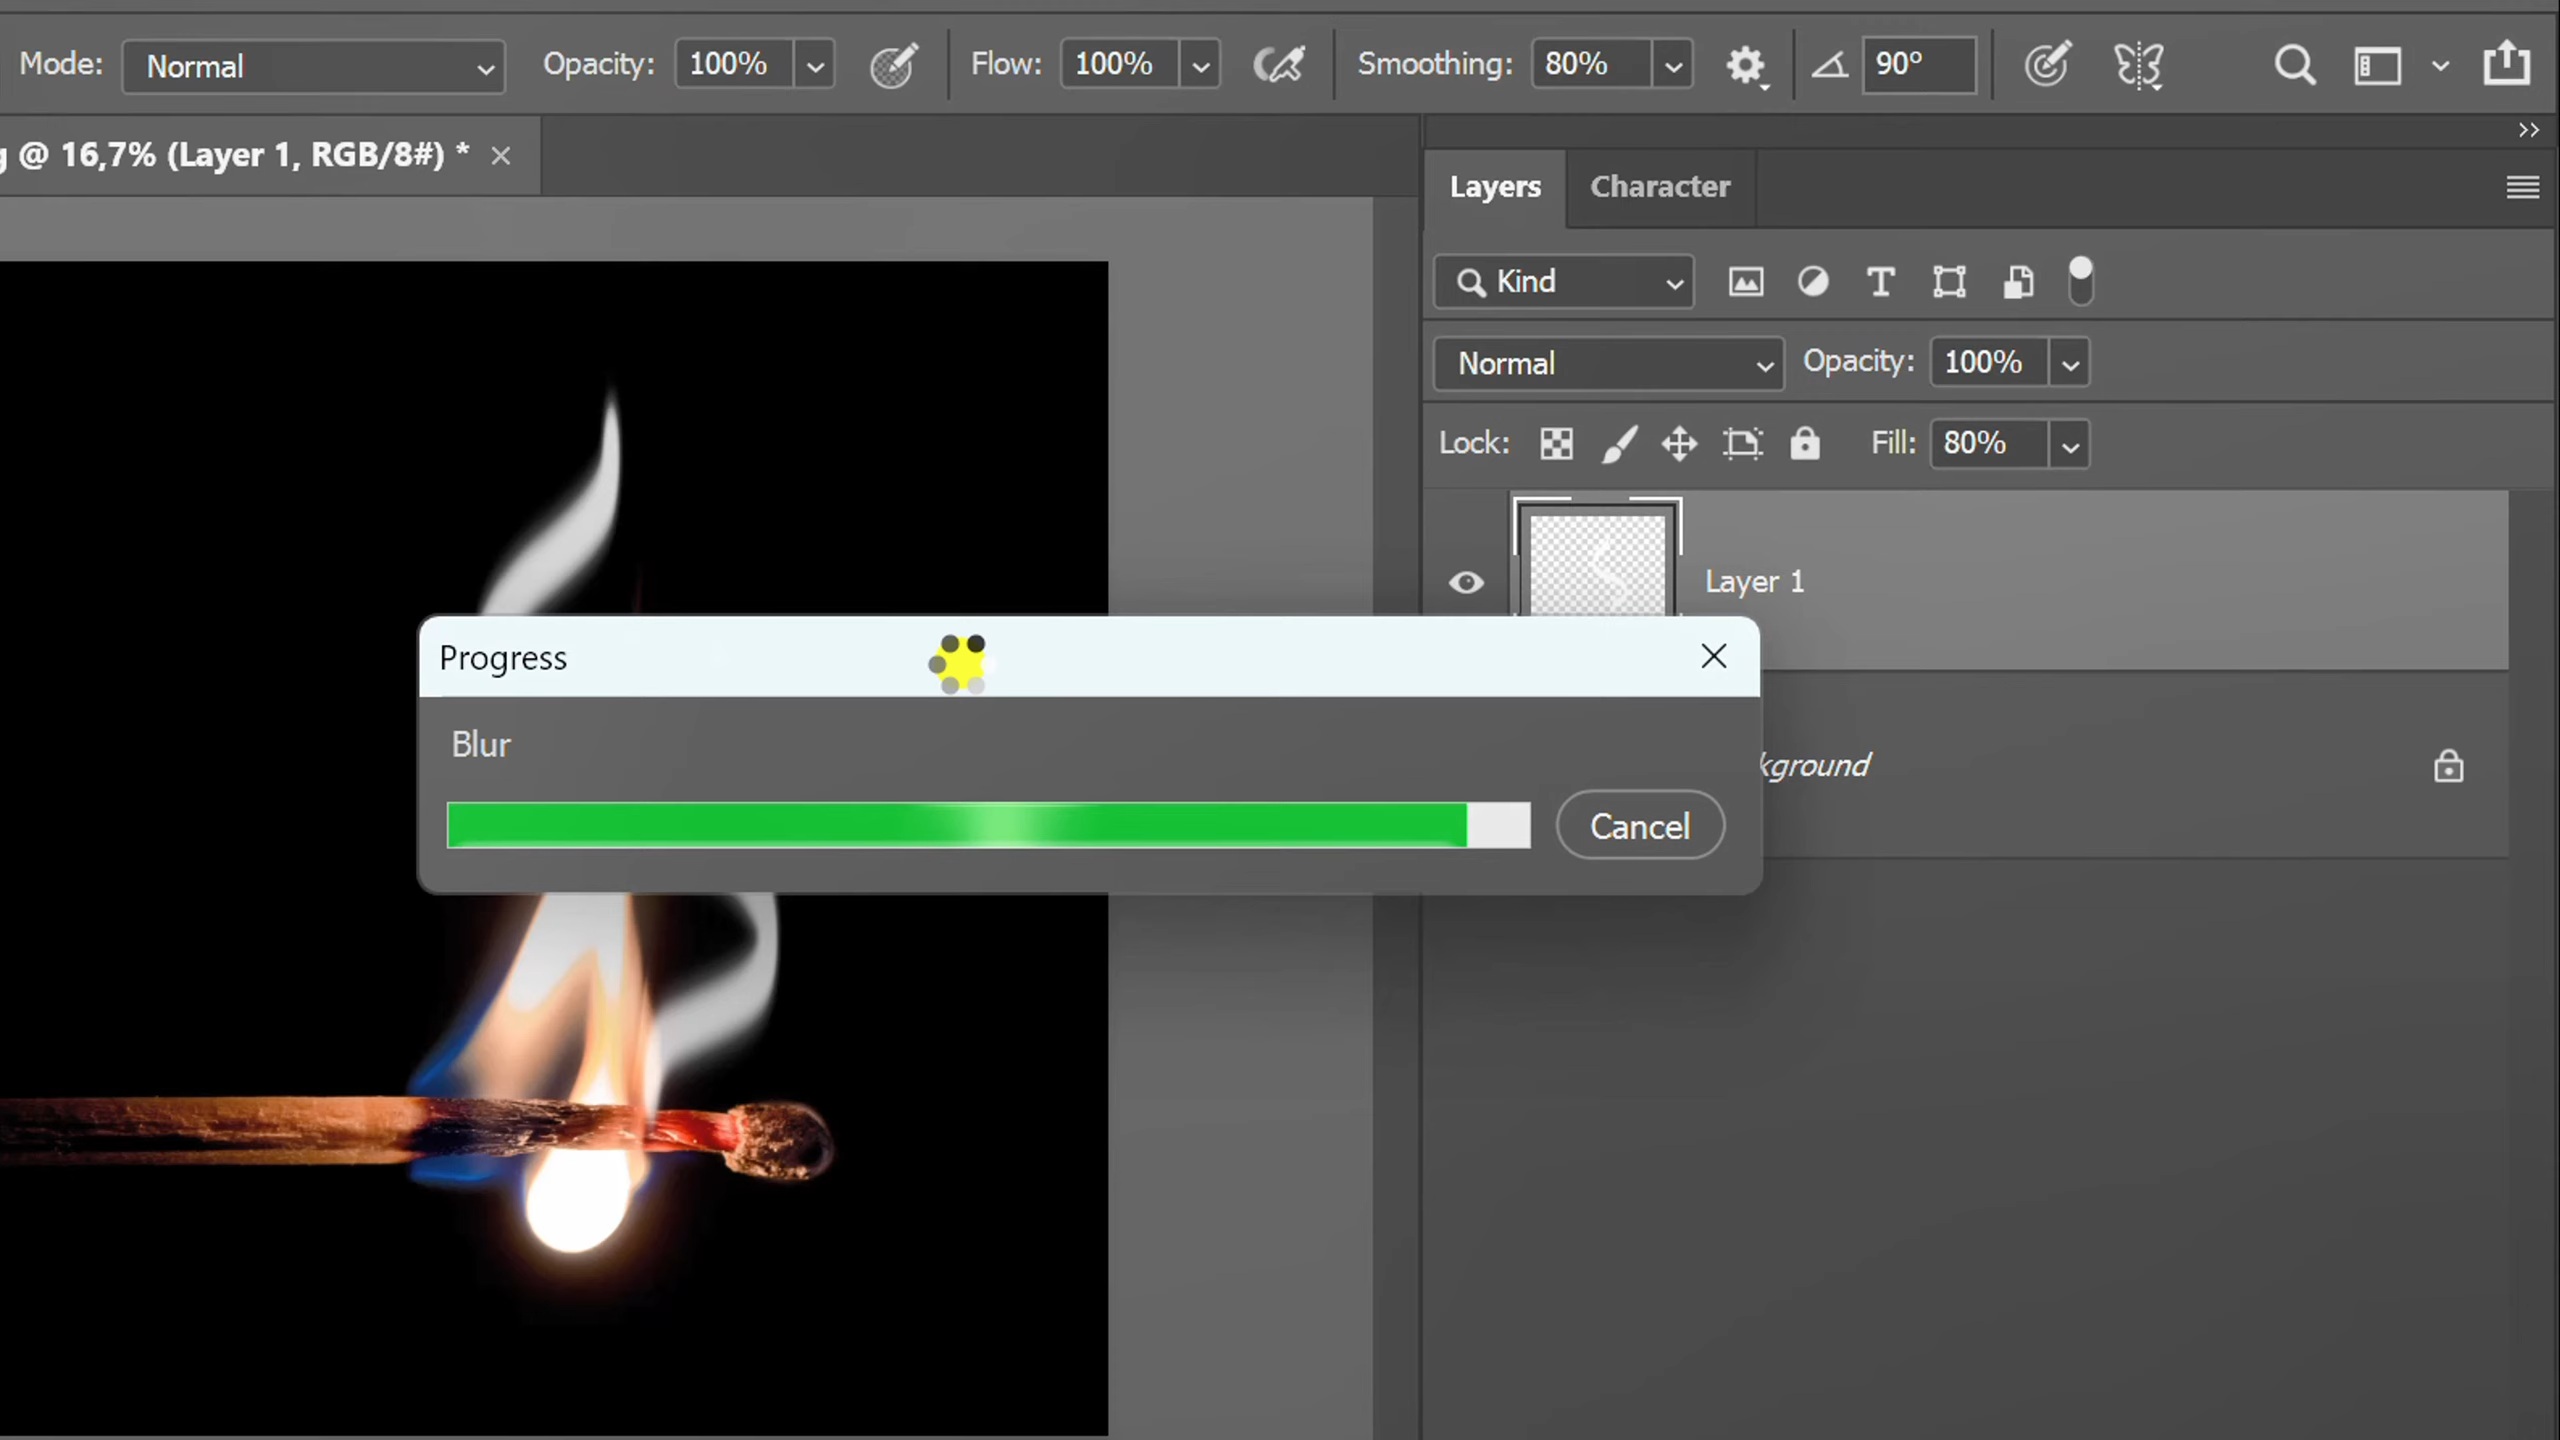 Mode: Normal Opacity: 100% Flow: 100% Smoothing: 80% 90°
@ 16,7% (Layer 1, RGB/8#) * ×
Layers Character
Kind
Normal Opacity: 100%
Lock: Fill: 80%
Layer 1
Progress
Blur
kground
Cancel